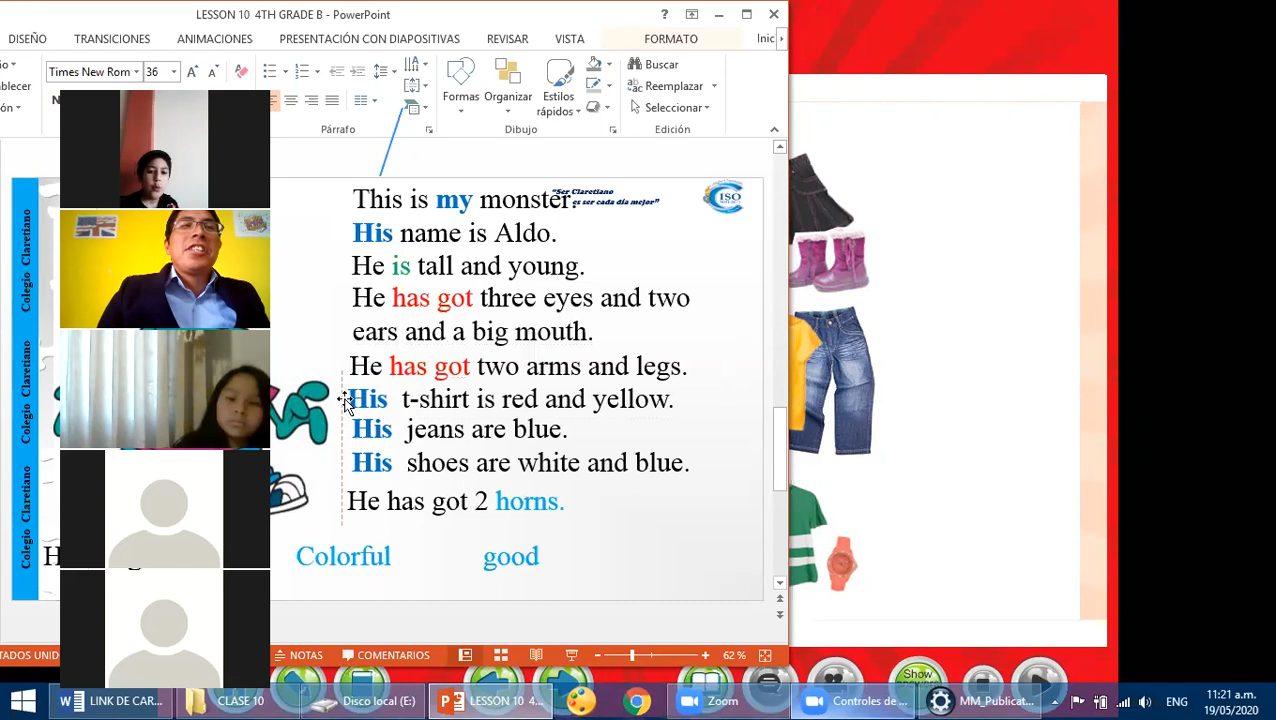 LESSON 10 4TH GRADE B - PowerPoint
?
DISEÑO TRANSICIONES ANIMACIONES PRESENTACIÓN CON DIAPOSITIVAS REVISAR VISTA FORMATO Inic
Times New Rom 36
Buscar
Reemplazar
Seleccionar
Formas Organizar Estilos
rápidos
Párrafo Dibujo Edición
"Ser Claretiano
es ser cada día mejor"
ISO
Colegio Claretiano Colegio Claretiano Colegio Claretiano
This is my monster.
His name is Aldo.
He is tall and young.
He has got three eyes and two
ears and a big mouth.
He has got two arms and legs.
His t-shirt is red and yellow.
His jeans are blue.
His shoes are white and blue.
He has got 2 horns.
Colorful good
NOTAS COMENTARIOS 62 %
Show
LINK DE CAR... CLASE 10 Disco local (E:) LESSON 10 4... Zoom Controles de ... MM_Publicat... ENG
11:21 a.m.
19/05/2020